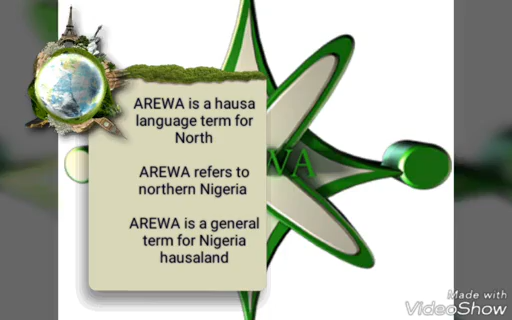 AREWA is a hausa
language term for
North
AREWA refers to
northern Nigeria
AREWA is a general
term for Nigeria
hausaland
WA
Made with
VideoShow